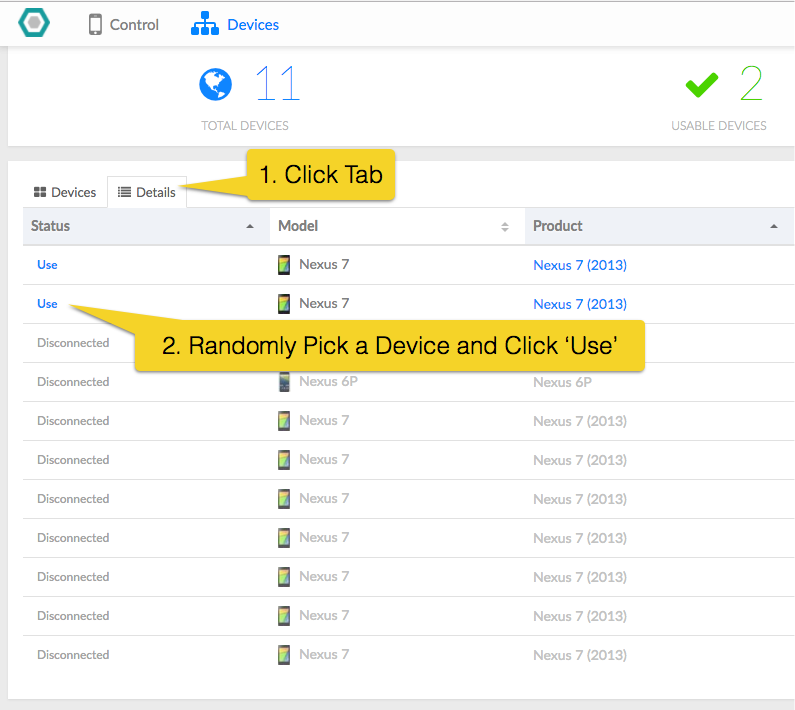 Control Devices
11 2
TOTAL DEVICES USABLE DEVICES
1. Click Tab
Devices Details
Status Model Product
Use Nexus 7 Nexus 7 (2013)
Use Nexus 7 Nexus 7 (2013)
2. Randomly Pick a Device and Click ‘Use’
Disconnected
Disconnected Nexus 6P Nexus 6P
Disconnected Nexus 7 Nexus 7 (2013)
Disconnected Nexus 7 Nexus 7 (2013)
Disconnected Nexus 7 Nexus 7 (2013)
Disconnected Nexus 7 Nexus 7 (2013)
Disconnected Nexus 7 Nexus 7 (2013)
Disconnected Nexus 7 Nexus 7 (2013)
Disconnected Nexus 7 Nexus 7 (2013)